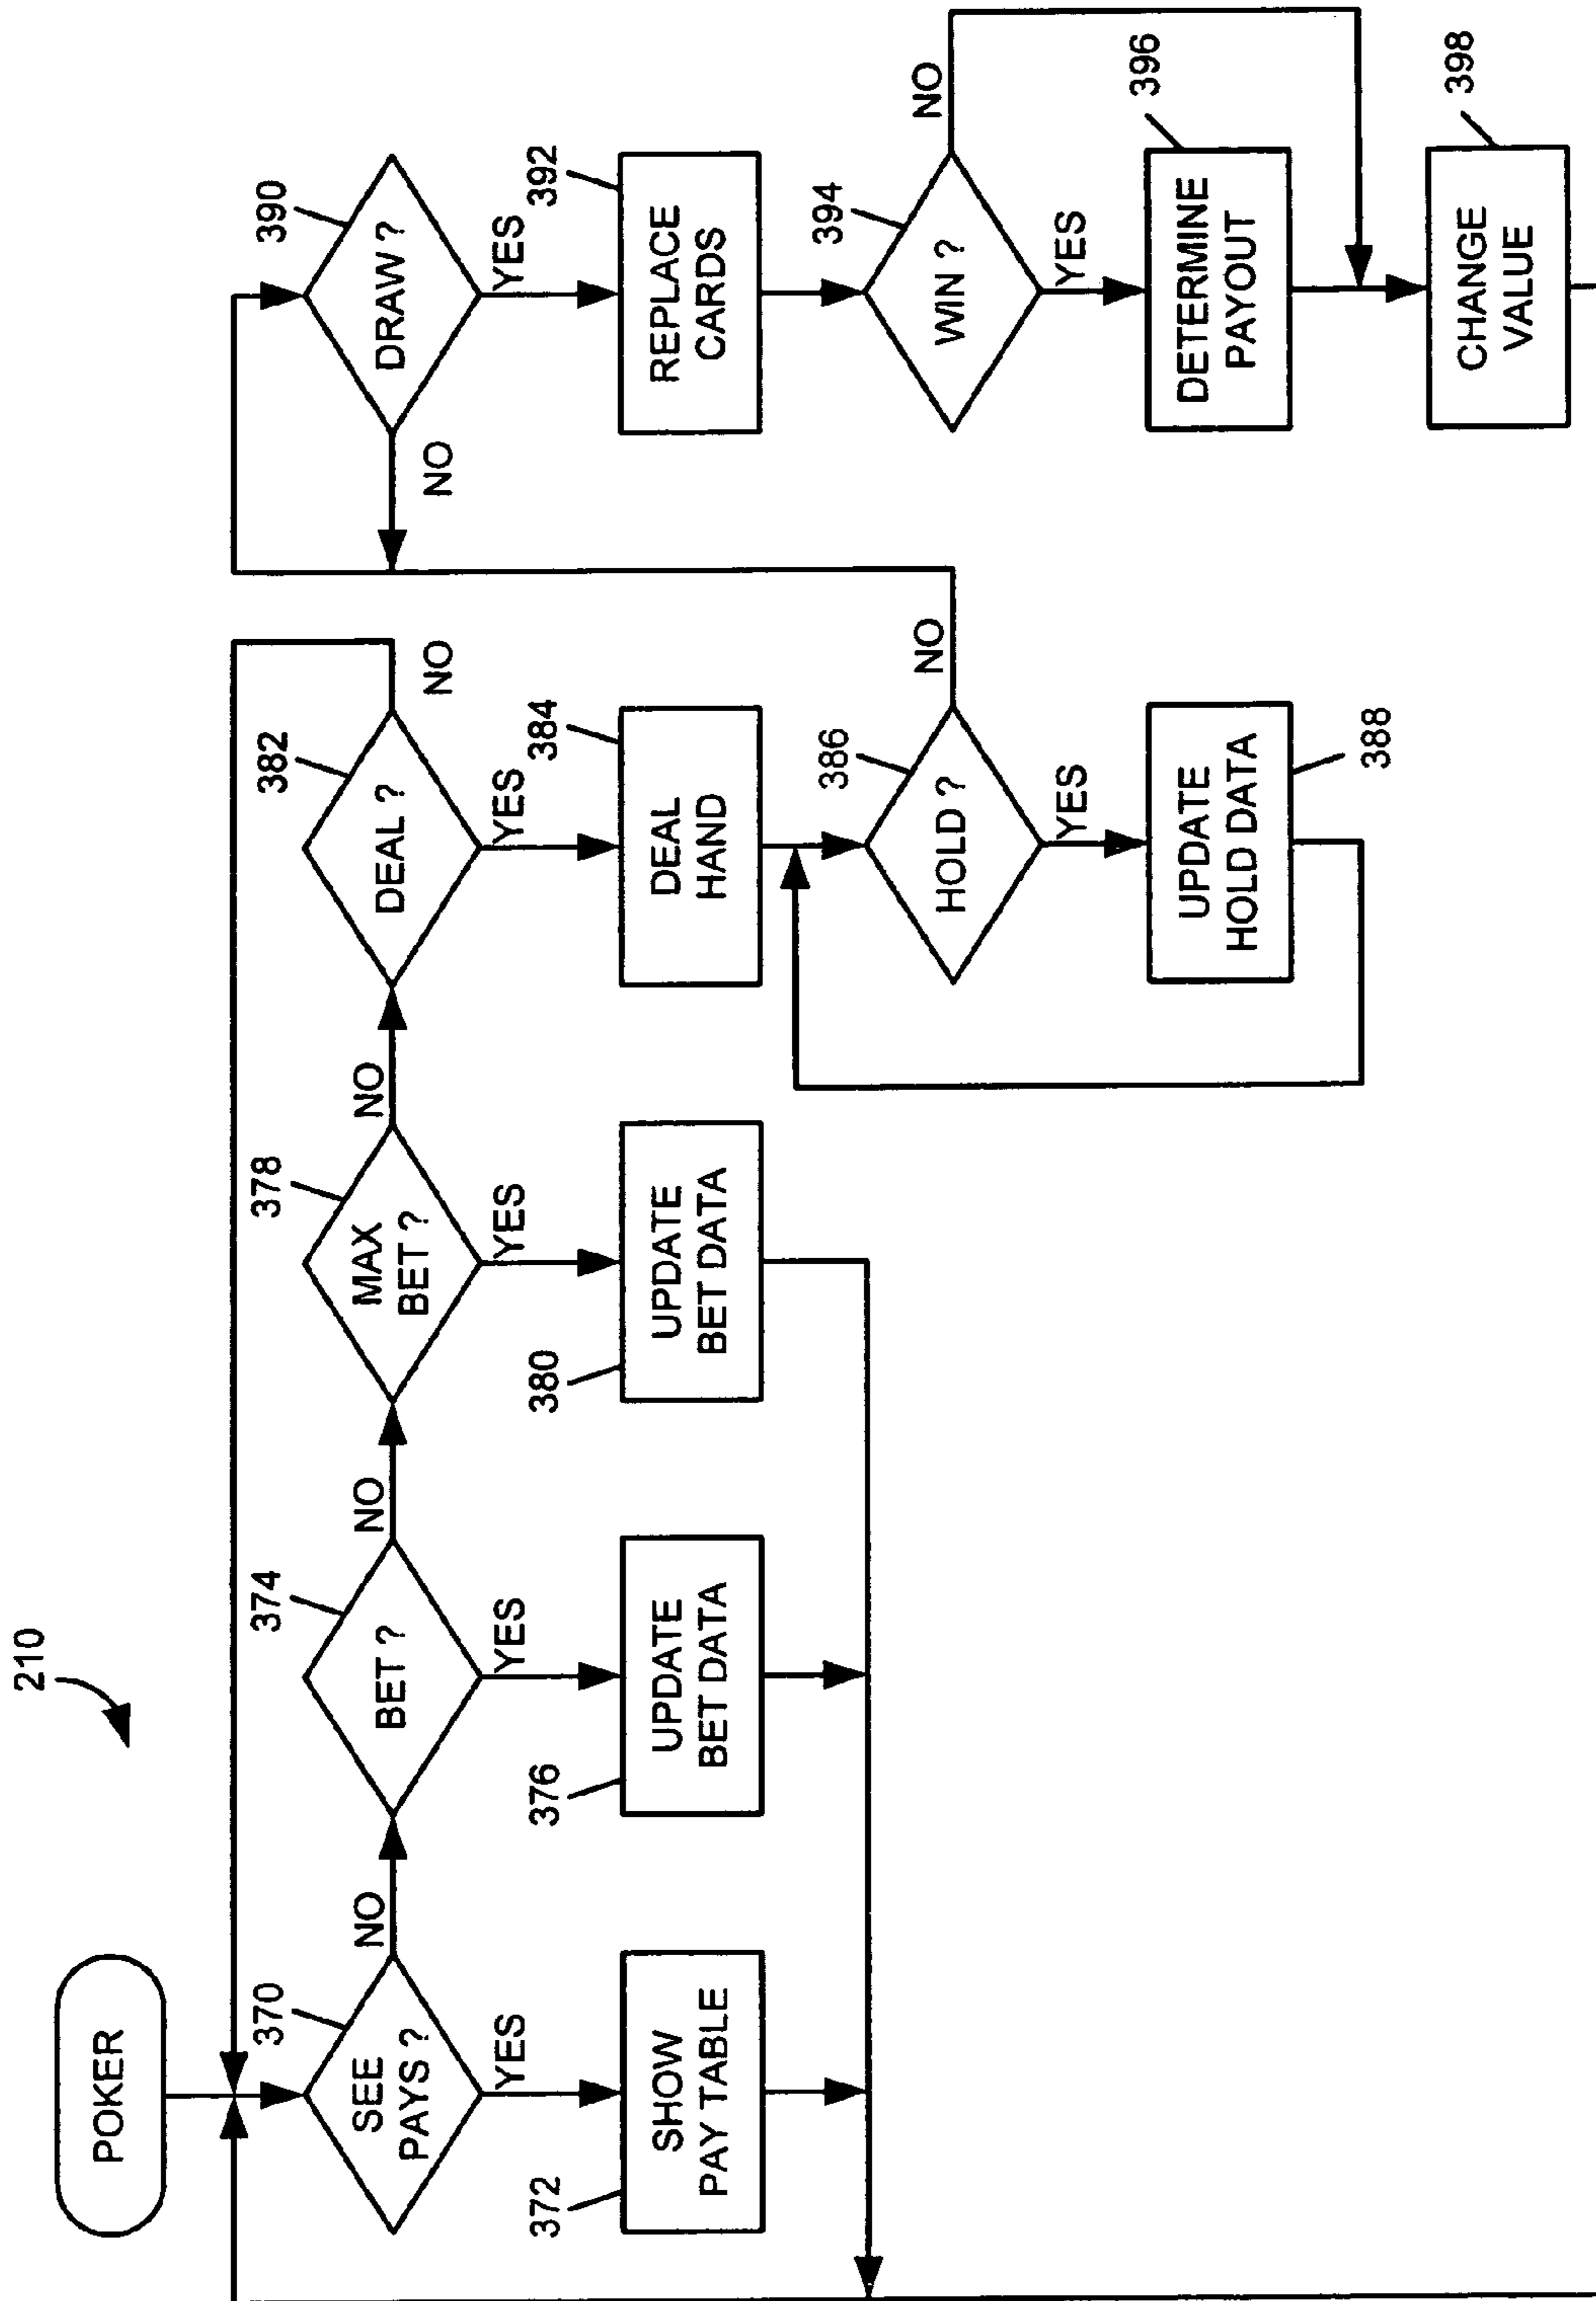 210
POKER
370
SEE
PAYS ?
NO
YES
372
SHOW
PAY TABLE
374
BET ?
NO
YES
376
UPDATE
BET DATA
378
MAX
BET ?
NO
YES
380
UPDATE
BET DATA
382
DEAL ?
NO
YES
384
DEAL
HAND
386
HOLD ?
NO
YES
388
UPDATE
HOLD DATA
390
DRAW ?
NO
YES
392
REPLACE
CARDS
394
WIN ?
NO
YES
396
DETERMINE
PAYOUT
398
CHANGE
VALUE